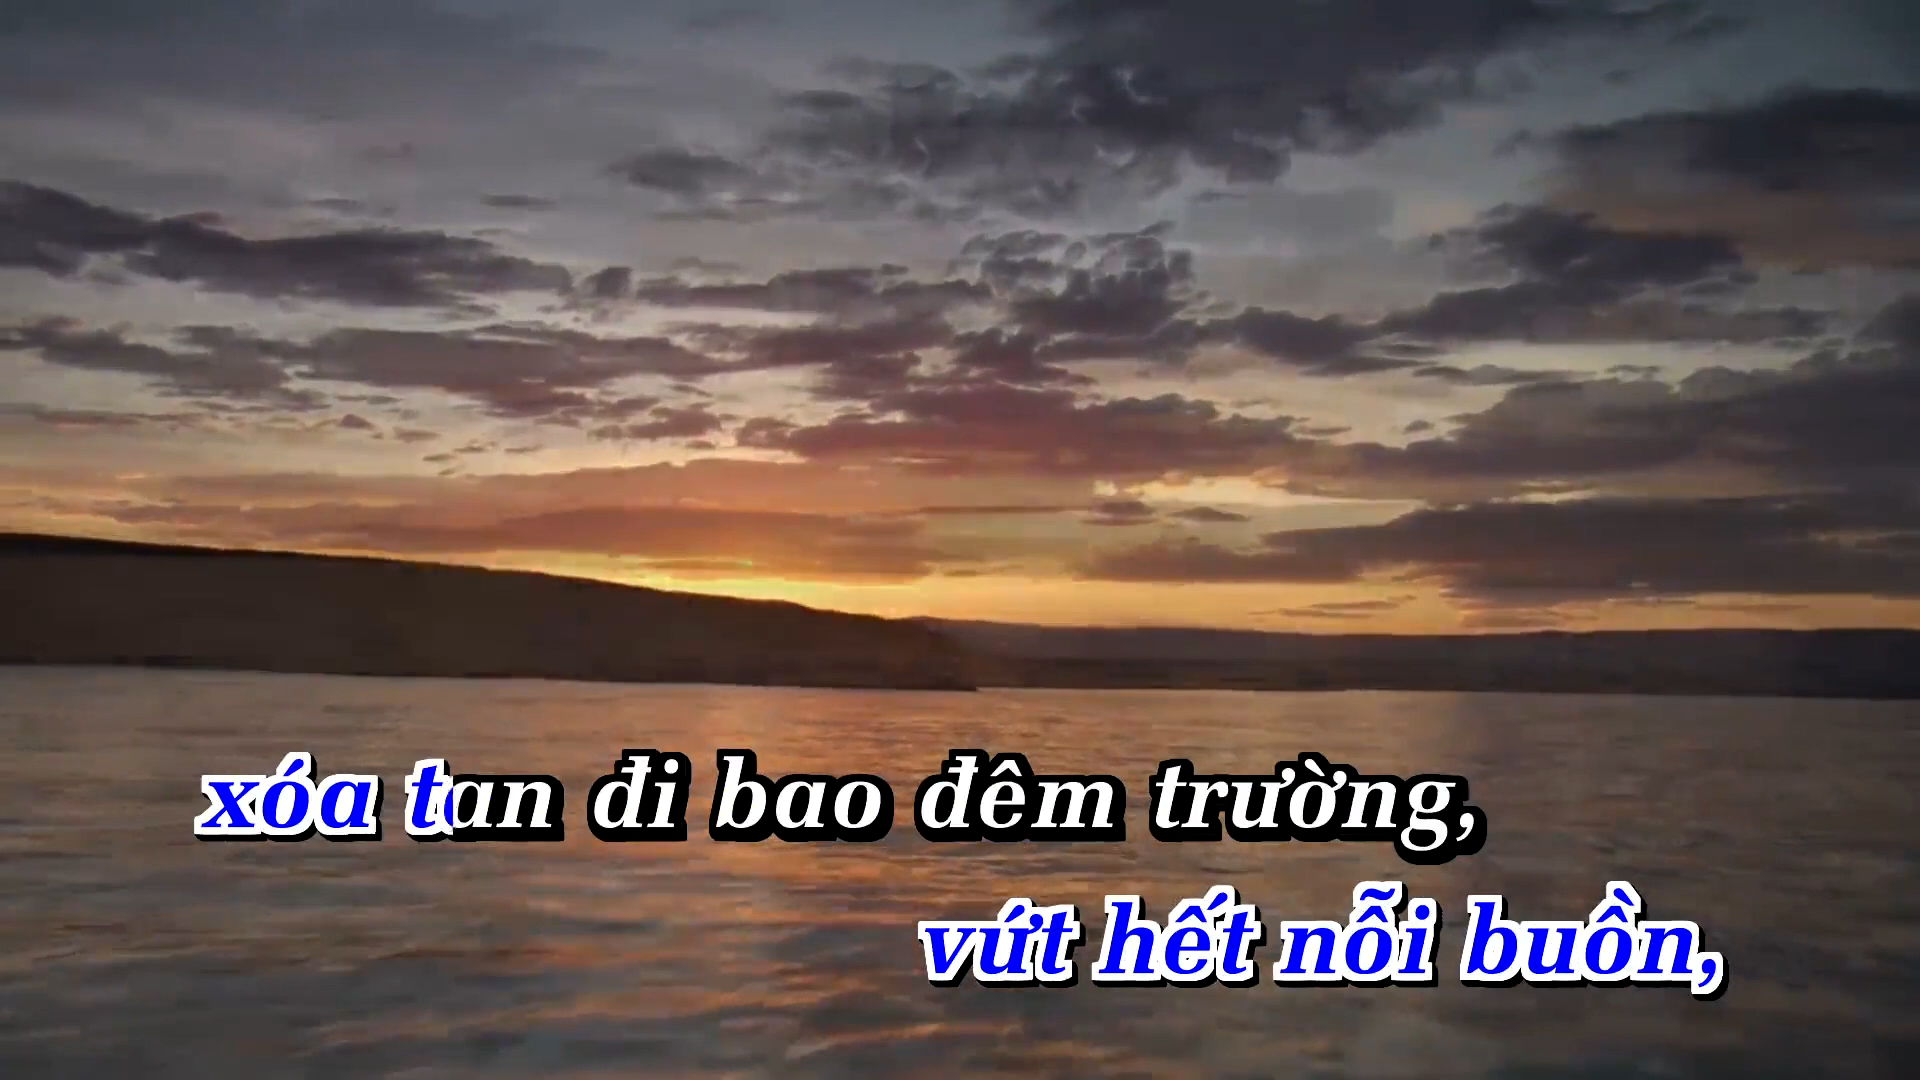 xóa tan đi bao đêm trường,
vứt hết nỗi buồn,